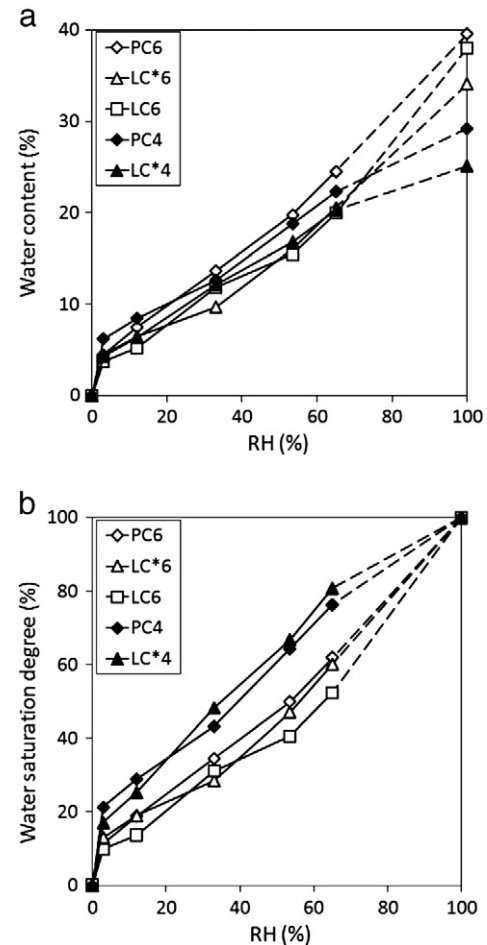 a
40
30
20
10
0
Water content (%)
PC6
LC*6
LC6
PC4
LC*4
0 20 40 60 80 100
RH (%)
b
100
80
60
40
20
0
Water saturation degree (%)
PC6
LC*6
LC6
PC4
LC*4
0 20 40 60 80 100
RH (%)